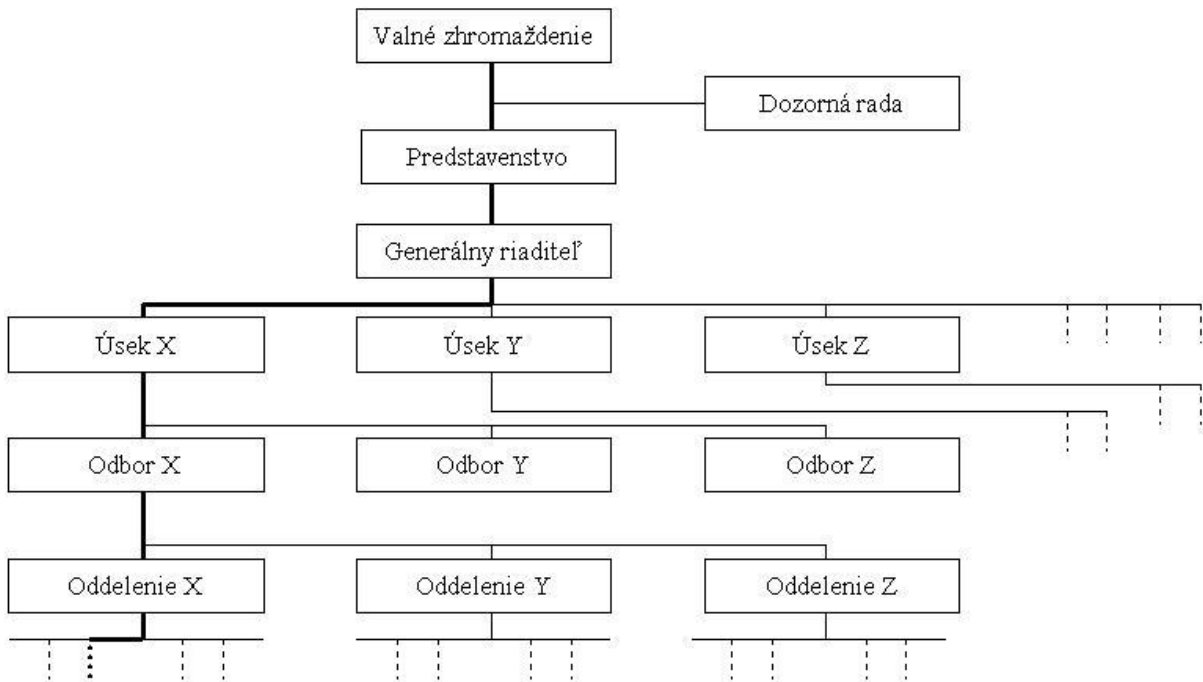 Valné zhromaždenie
Dozorná rada
Predstavenstvo
Generálny riaditeľ
Úsek X
Úsek Y
Úsek Z
Odbor X
Odbor Y
Odbor Z
Oddelenie X
Oddelenie Y
Oddelenie Z